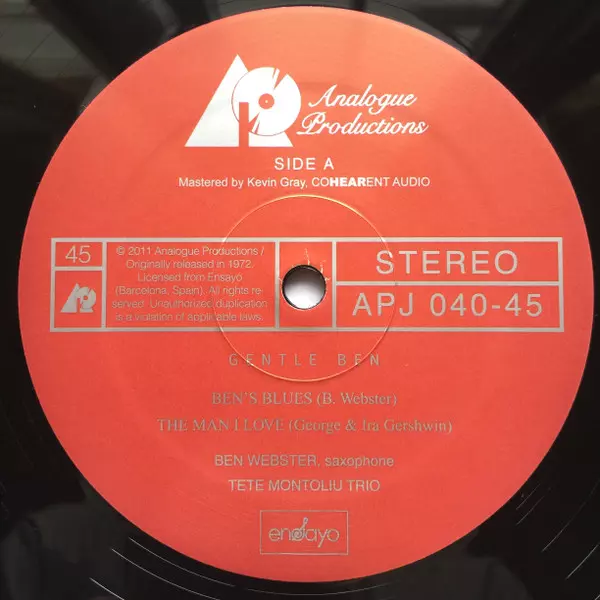 Analogue
Productions
SIDE A
Mastered by Kevin Gray, COHEARENT AUDIO
45
© 2011 Analogue Productions /
Originally released in 1972.
Licensed from Ensayó
(Barcelona, Spain). All rights re-
served. Unauthorized duplication
is a violation of applicable laws.
STEREO
APJ 040-45
GENTLE BEN
BEN'S BLUES (B. Webster)
THE MAN I LOVE (George & Ira Gershwin)
BEN WEBSTER, saxophone
TETE MONTOLIU TRIO
ensayo